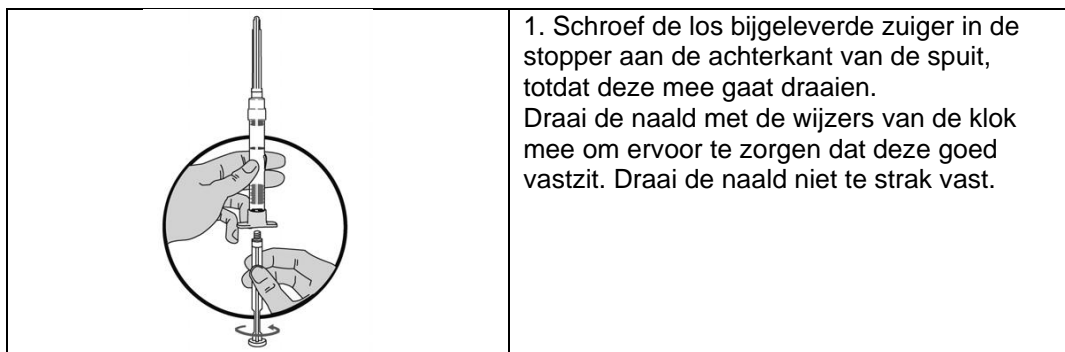 1. Schroef de los bijgeleverde zuiger in de
stopper aan de achterkant van de spuit,
totdat deze mee gaat draaien.
Draai de naald met de wijzers van de klok
mee om ervoor te zorgen dat deze goed
vastzit. Draai de naald niet te strak vast.